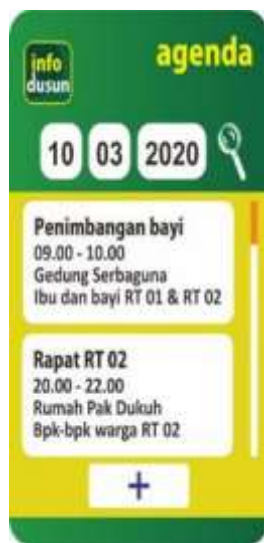 info
dusun
agenda
10 03 2020
Penimbangan bayi
09.00 - 10.00
Gedung Serbaguna
Ibu dan bayi RT 01 & RT 02
Rapat RT 02
20.00 - 22.00
Rumah Pak Dukuh
Bpk-bpk warga RT 02
+